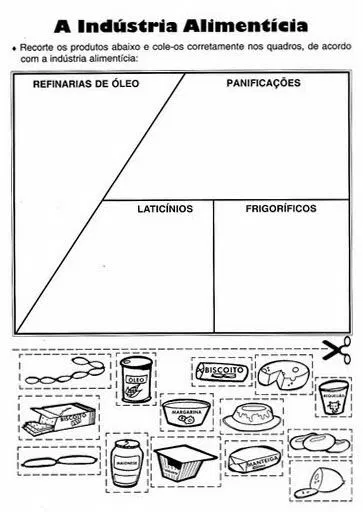 A Indústria Alimentícia
♦ Recorte os produtos abaixo e cole-os corretamente nos quadros, de acordo
com a indústria alimentícia:
REFINARIAS DE ÓLEO
PANIFICAÇÕES
LATICÍNIOS
FRIGORÍFICOS
ÓLEO
BISCOITO
REQUEIJÃO
BISCOITO
MARGARINA
MAIONESE
MANTEIGA